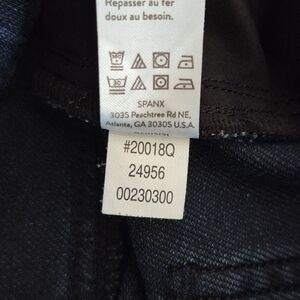 Repasser au fer
doux au besoin.
SPANX
3035 Peachtree Rd NE,
Atlanta, GA 30305 U.S.A.
#20018Q
24956
00230300